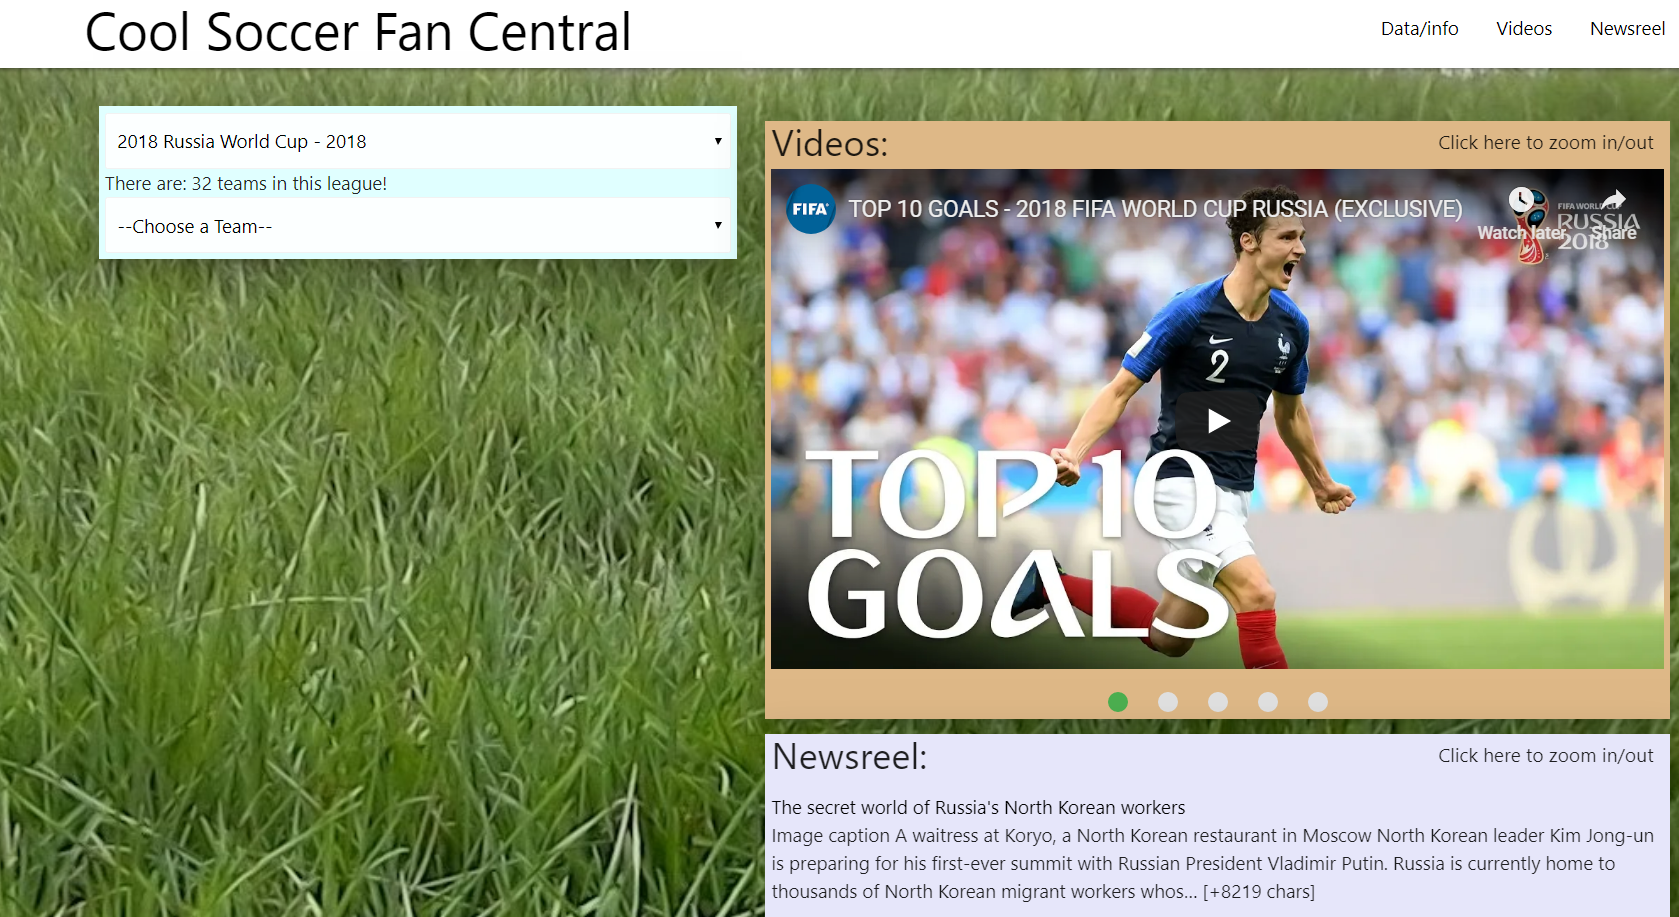 Cool Soccer Fan Central
Data/info
Videos
Newsreel
2018 Russia World Cup - 2018
There are: 32 teams in this league!
--Choose a Team--
Videos:
Click here to zoom in/out
FIFA
TOP 10 GOALS - 2018 FIFA WORLD CUP RUSSIA (EXCLUSIVE)
Watch later
Share
FIFA WORLD CUP
RUSSIA
2018
2
TOP 10
GOALS
Newsreel:
Click here to zoom in/out
The secret world of Russia's North Korean workers
Image caption A waitress at Koryo, a North Korean restaurant in Moscow North Korean leader Kim Jong-un
is preparing for his first-ever summit with Russian President Vladimir Putin. Russia is currently home to
thousands of North Korean migrant workers whos… [+8219 chars]